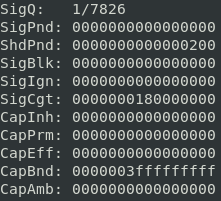 SigQ:   1/7826
SigPnd: 0000000000000000
ShdPnd: 0000000000000200
SigBlk: 0000000000000000
SigIgn: 0000000000000000
SigCgt: 0000000180000000
CapInh: 0000000000000000
CapPrm: 0000000000000000
CapEff: 0000000000000000
CapBnd: 0000003fffffffff
CapAmb: 0000000000000000